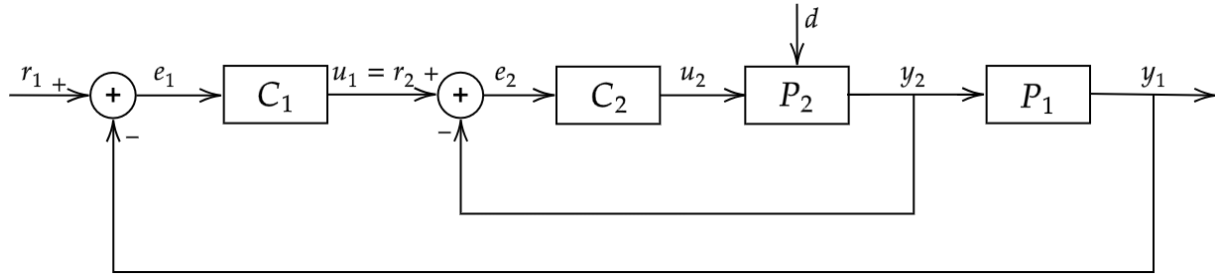 d
r₁ + e₁ u₁ = r₂ + e₂ u₂ y₂ y₁
+ C₁ + C₂ P₂ P₁
− −